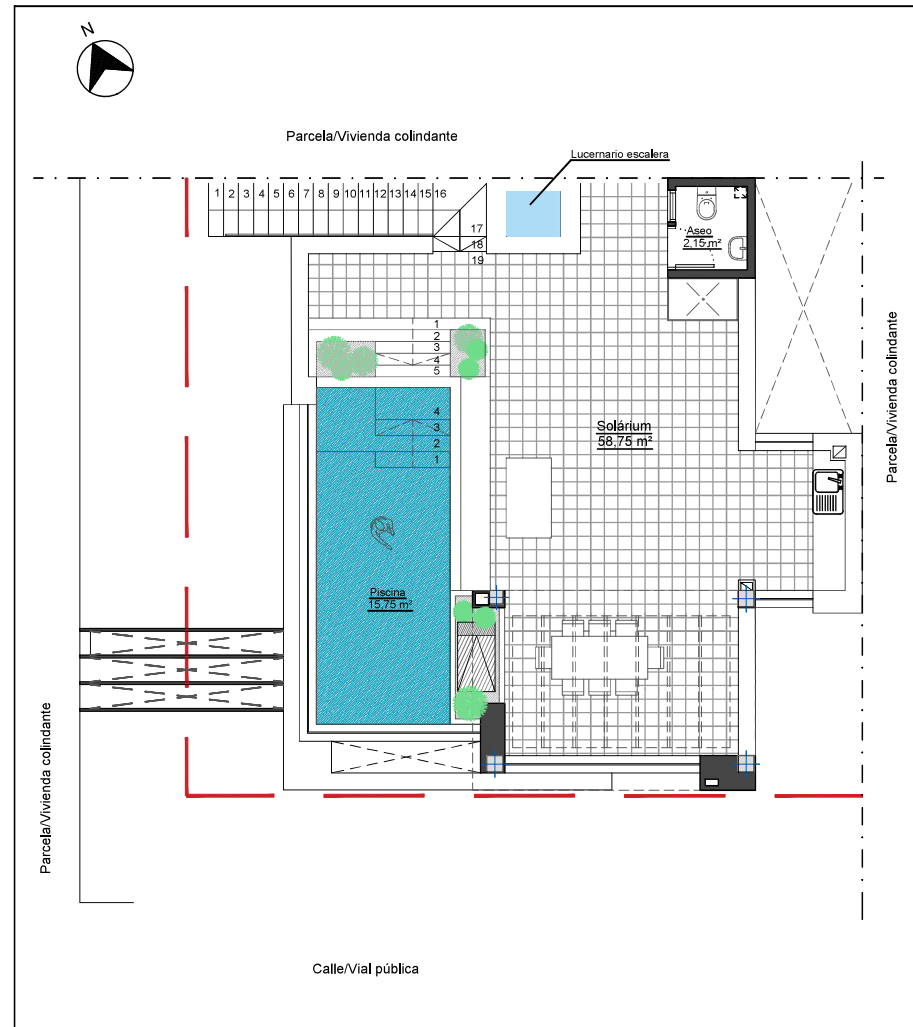 N
Parcela/Vivienda colindante
Lucernario escalera
1 2 3 4 5 6 7 8 9 10 11 12 13 14 15 16
17
18
19
Aseo
2,15 m²
1
2
3
4
5
Solárium
58,75 m²
4
3
2
1
Piscina
15,75 m²
Parcela/Vivienda colindante
Parcela/Vivienda colindante
Calle/Vial pública